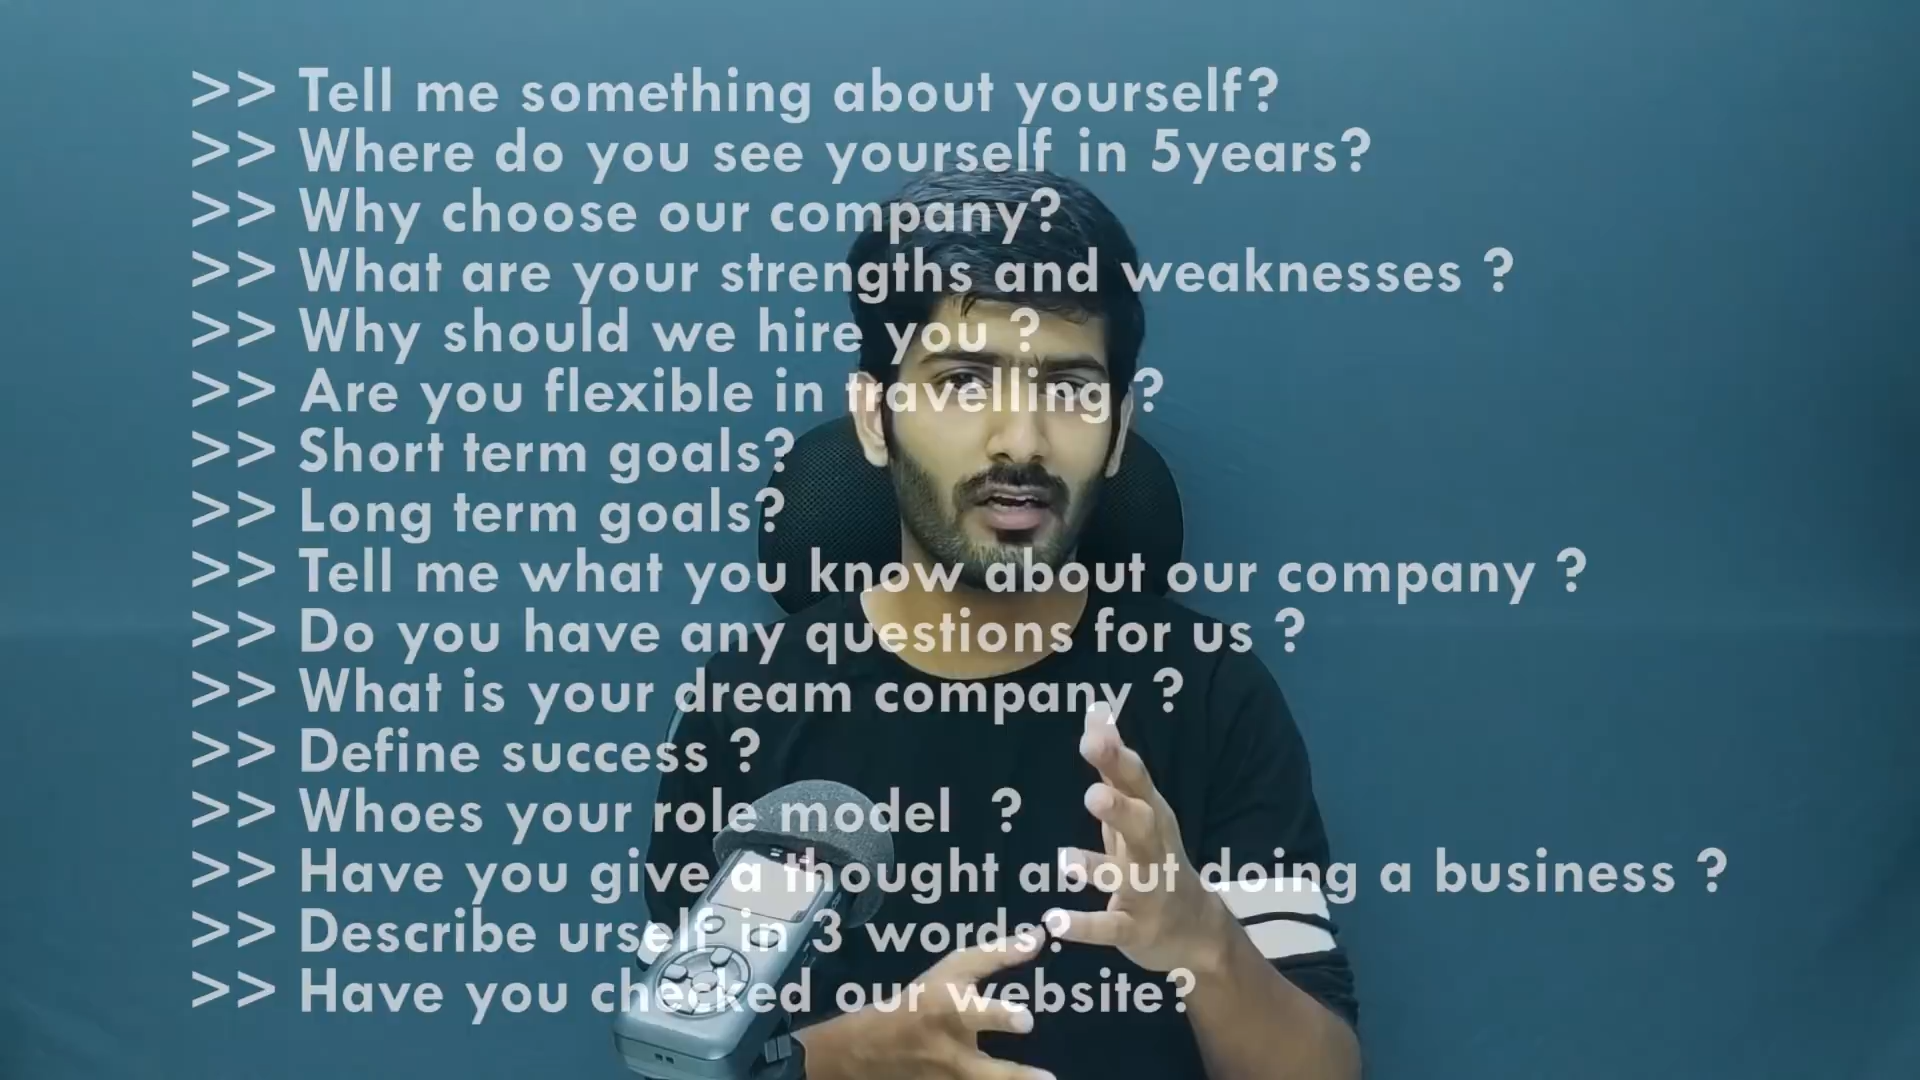 >> Tell me something about yourself?
>> Where do you see yourself in 5years?
>> Why choose our company?
>> What are your strengths and weaknesses ?
>> Why should we hire you ?
>> Are you flexible in travelling ?
>> Short term goals?
>> Long term goals?
>> Tell me what you know about our company ?
>> Do you have any questions for us ?
>> What is your dream company ?
>> Define success ?
>> Whoes your role model  ?
>> Have you give a thought about doing a business ?
>> Describe urself in 3 words?
>> Have you checked our website?